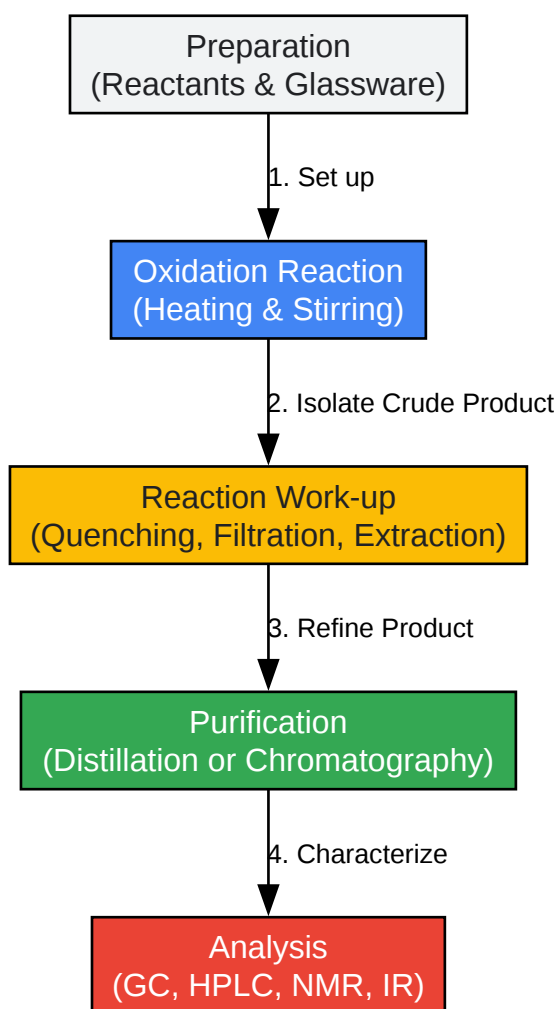 Preparation
(Reactants & Glassware)
1. Set up
Oxidation Reaction
(Heating & Stirring)
2. Isolate Crude Product
Reaction Work-up
(Quenching, Filtration, Extraction)
3. Refine Product
Purification
(Distillation or Chromatography)
4. Characterize
Analysis
(GC, HPLC, NMR, IR)